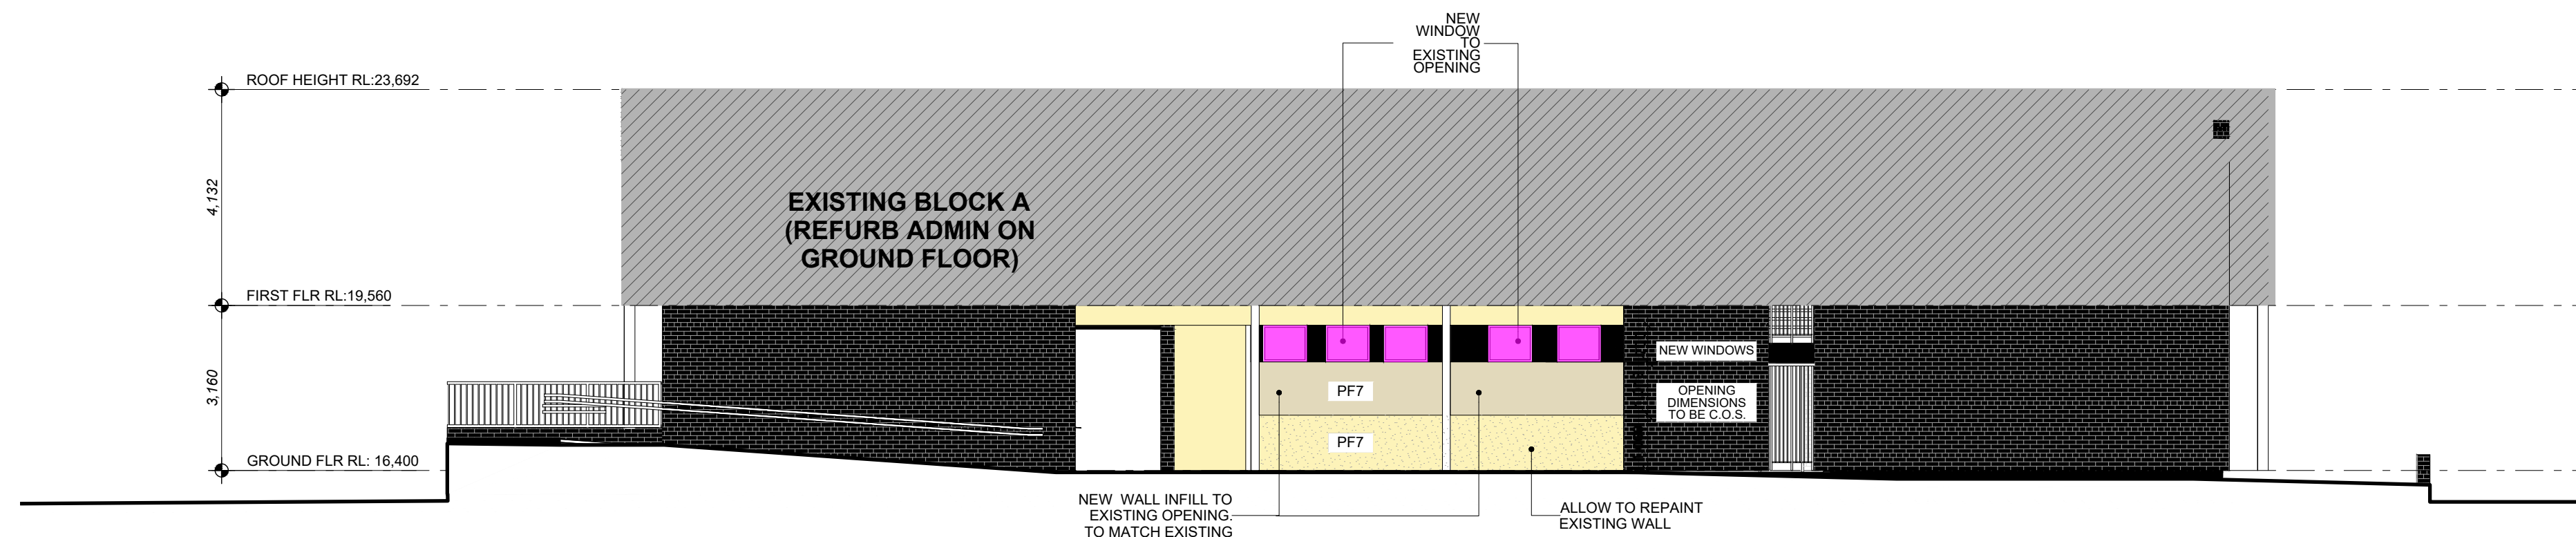 NEW
WINDOW
TO
EXISTING
OPENING
ROOF HEIGHT RL:23,692
4,132
EXISTING BLOCK A
(REFURB ADMIN ON
GROUND FLOOR)
FIRST FLR RL:19,560
3,160
NEW WINDOWS
PF7
OPENING
DIMENSIONS
TO BE C.O.S.
PF7
GROUND FLR RL: 16,400
NEW WALL INFILL TO
EXISTING OPENING.
TO MATCH EXISTING
ALLOW TO REPAINT
EXISTING WALL